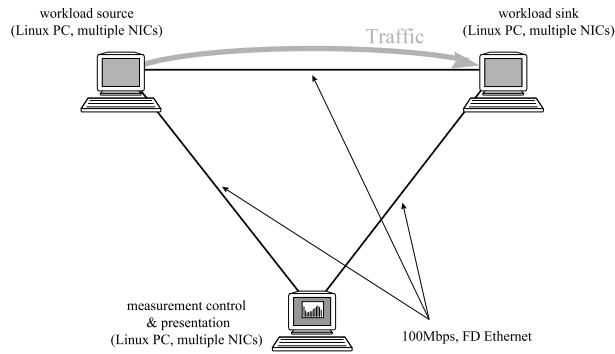 workload source
(Linux PC, multiple NICs)
workload sink
(Linux PC, multiple NICs)
Traffic
measurement control
& presentation
(Linux PC, multiple NICs)
100Mbps, FD Ethernet